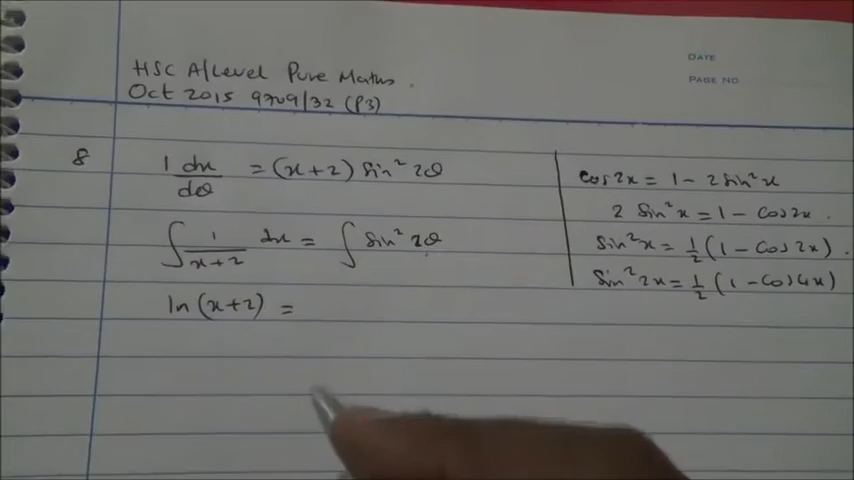 HSC A/Level Pure Maths.
Oct 2015 9709/32 (P3)
DATE
PAGE NO
8
1 dx/dθ = (x+2) sin² 2θ
∫ 1/(x+2) dx = ∫ sin² 2θ
ln (x+2) =
cos 2x = 1 - 2 sin² x
2 sin² x = 1 - cos 2x.
sin² x = 1/2 (1 - cos 2x).
sin² 2x = 1/2 (1 - cos 4x)